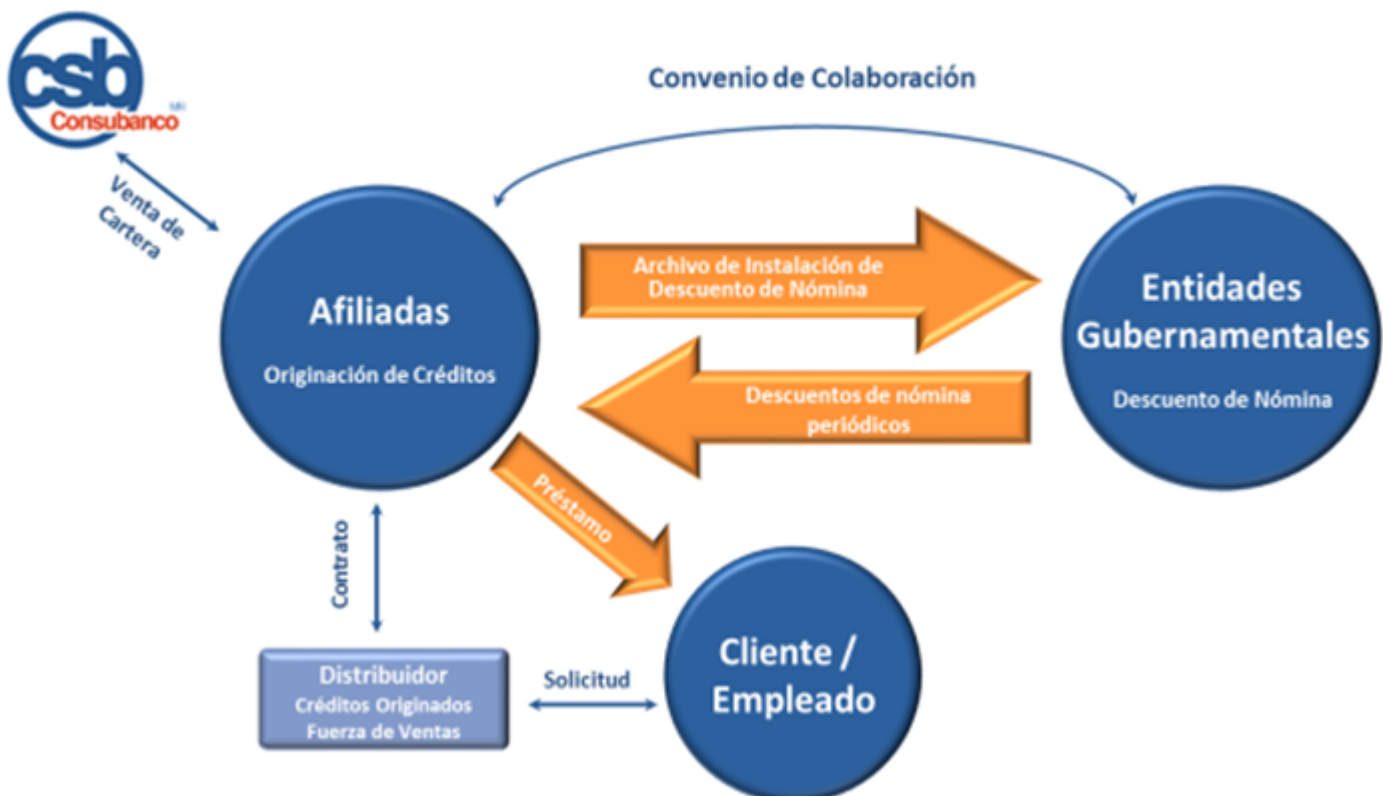 csb
Consubanco
Convenio de Colaboración
Venta de
Cartera
Afiliadas
Originación de Créditos
Archivo de Instalación de
Descuento de Nómina
Entidades
Gubernamentales
Descuento de Nómina
Descuentos de nómina
periódicos
Préstamo
Contrato
Distribuidor
Créditos Originados
Fuerza de Ventas
Solicitud
Cliente /
Empleado